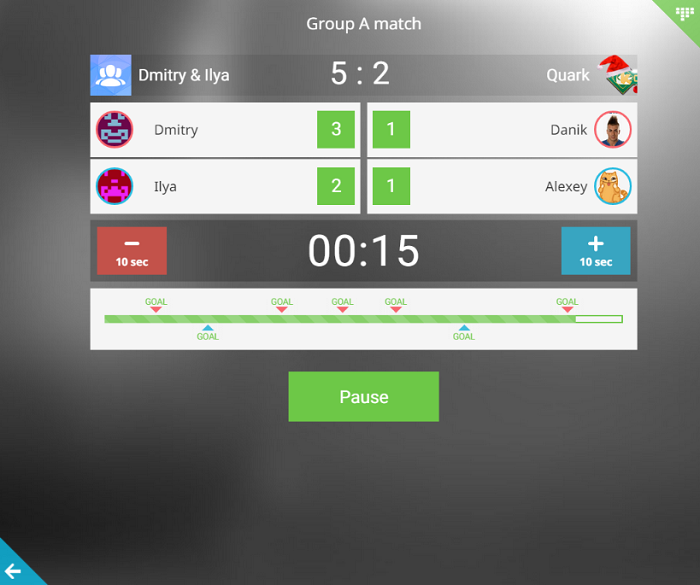 Group A match
Dmitry & Ilya 5 : 2 Quark
Dmitry 3 1 Danik
Ilya 2 1 Alexey
− 10 sec 00:15 + 10 sec
GOAL GOAL GOAL GOAL GOAL
GOAL GOAL
Pause